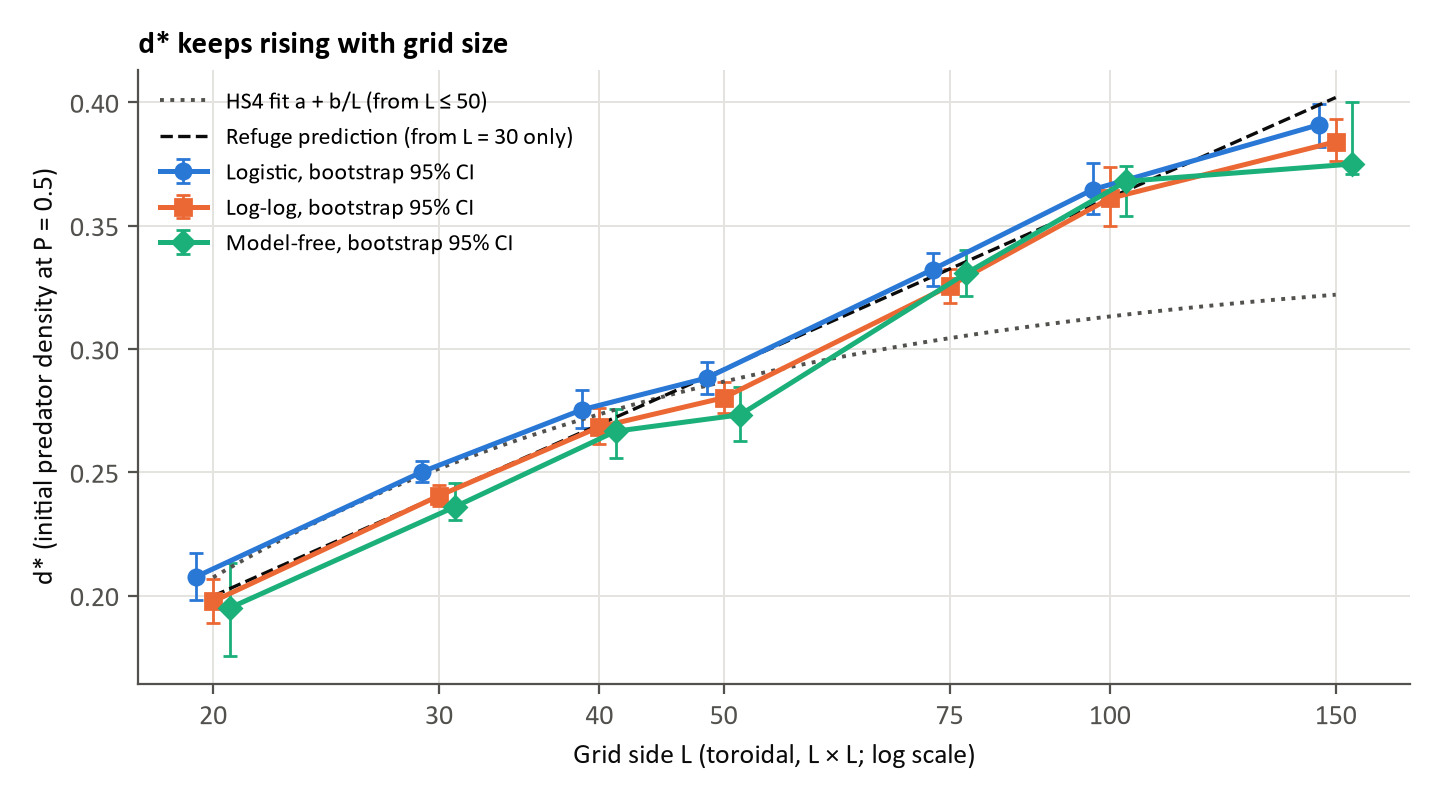 d* keeps rising with grid size
HS4 fit a + b/L (from L ≤ 50)
Refuge prediction (from L = 30 only)
Logistic, bootstrap 95% CI
Log-log, bootstrap 95% CI
Model-free, bootstrap 95% CI
d* (initial predator density at P = 0.5)
0.40
0.35
0.30
0.25
0.20
20 30 40 50 75 100 150
Grid side L (toroidal, L × L; log scale)